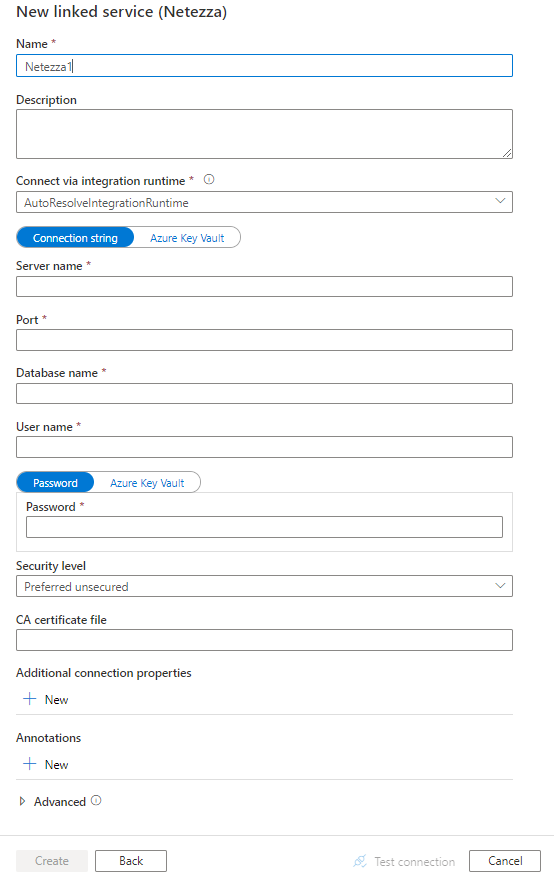 New linked service (Netezza)
Name *
Netezza1
Description
Connect via integration runtime *
AutoResolveIntegrationRuntime
Connection string Azure Key Vault
Server name *
Port *
Database name *
User name *
Password Azure Key Vault
Password *
Security level
Preferred unsecured
CA certificate file
Additional connection properties
New
Annotations
New
Advanced
Create Back Test connection Cancel